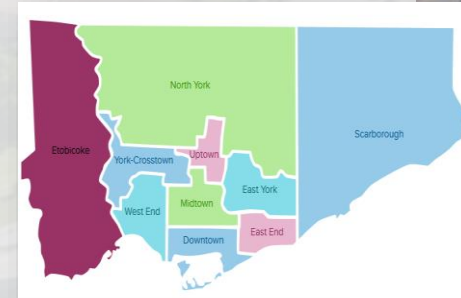 North York
Scarborough
Etobicoke
York-Crosstown
Uptown
East York
West End
Midtown
East End
Downtown